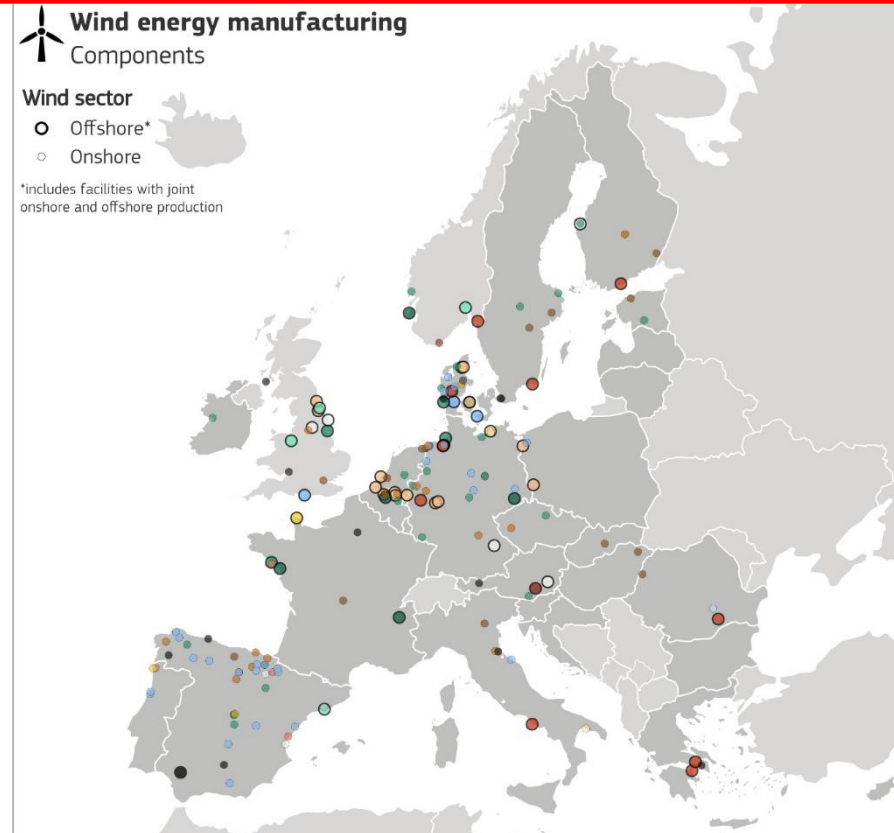 Wind energy manufacturing
Components
Wind sector
Offshore*
Onshore
*includes facilities with joint
onshore and offshore production